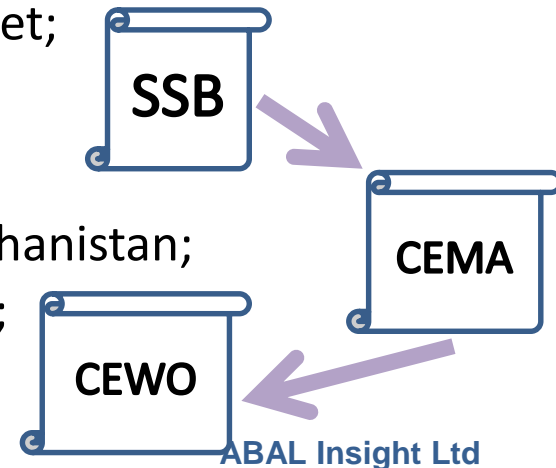 et;
SSB
hanistan;
CEMA
;
CEWO
ABAL Insight Ltd